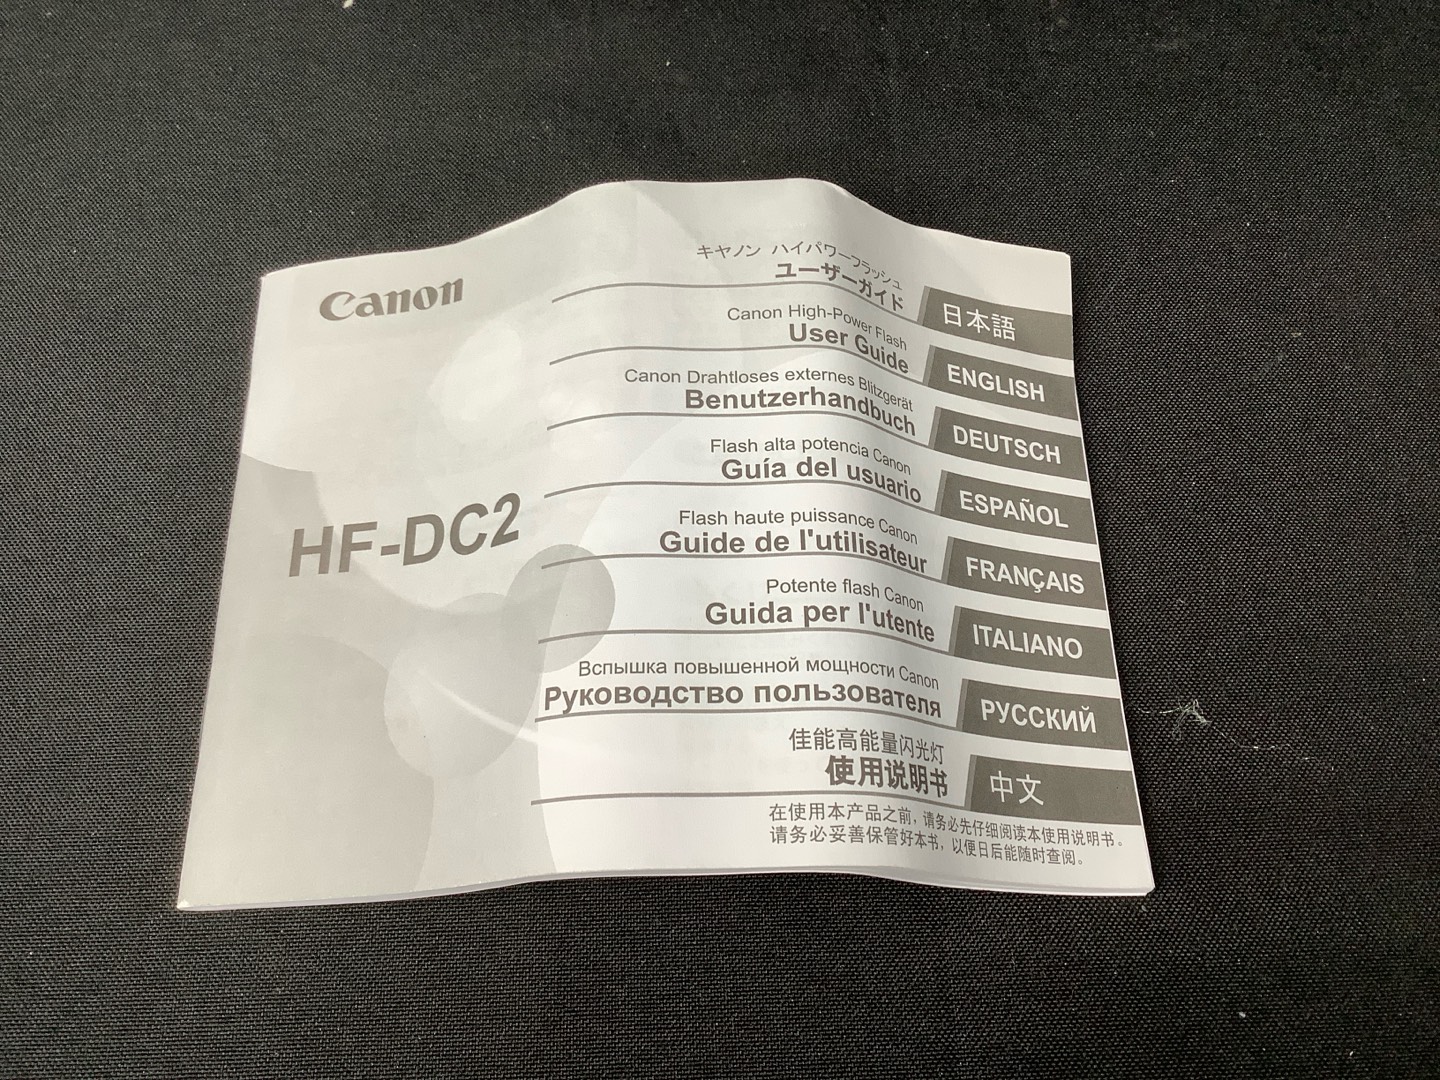 Canon
HF-DC2
キヤノン ハイパワーフラッシュ
ユーザーガイド
日本語
Canon High-Power Flash
User Guide
ENGLISH
Canon Drahtloses externes Blitzgerät
Benutzerhandbuch
DEUTSCH
Flash alta potencia Canon
Guía del usuario
ESPAÑOL
Flash haute puissance Canon
Guide de l'utilisateur
FRANÇAIS
Potente flash Canon
Guida per l'utente
ITALIANO
Вспышка повышенной мощности Canon
Руководство пользователя
РУССКИЙ
佳能高能量闪光灯
使用说明书
中文
在使用本产品之前，请务必先仔细阅读本使用说明书。
请务必妥善保管好本书，以便日后能随时查阅。